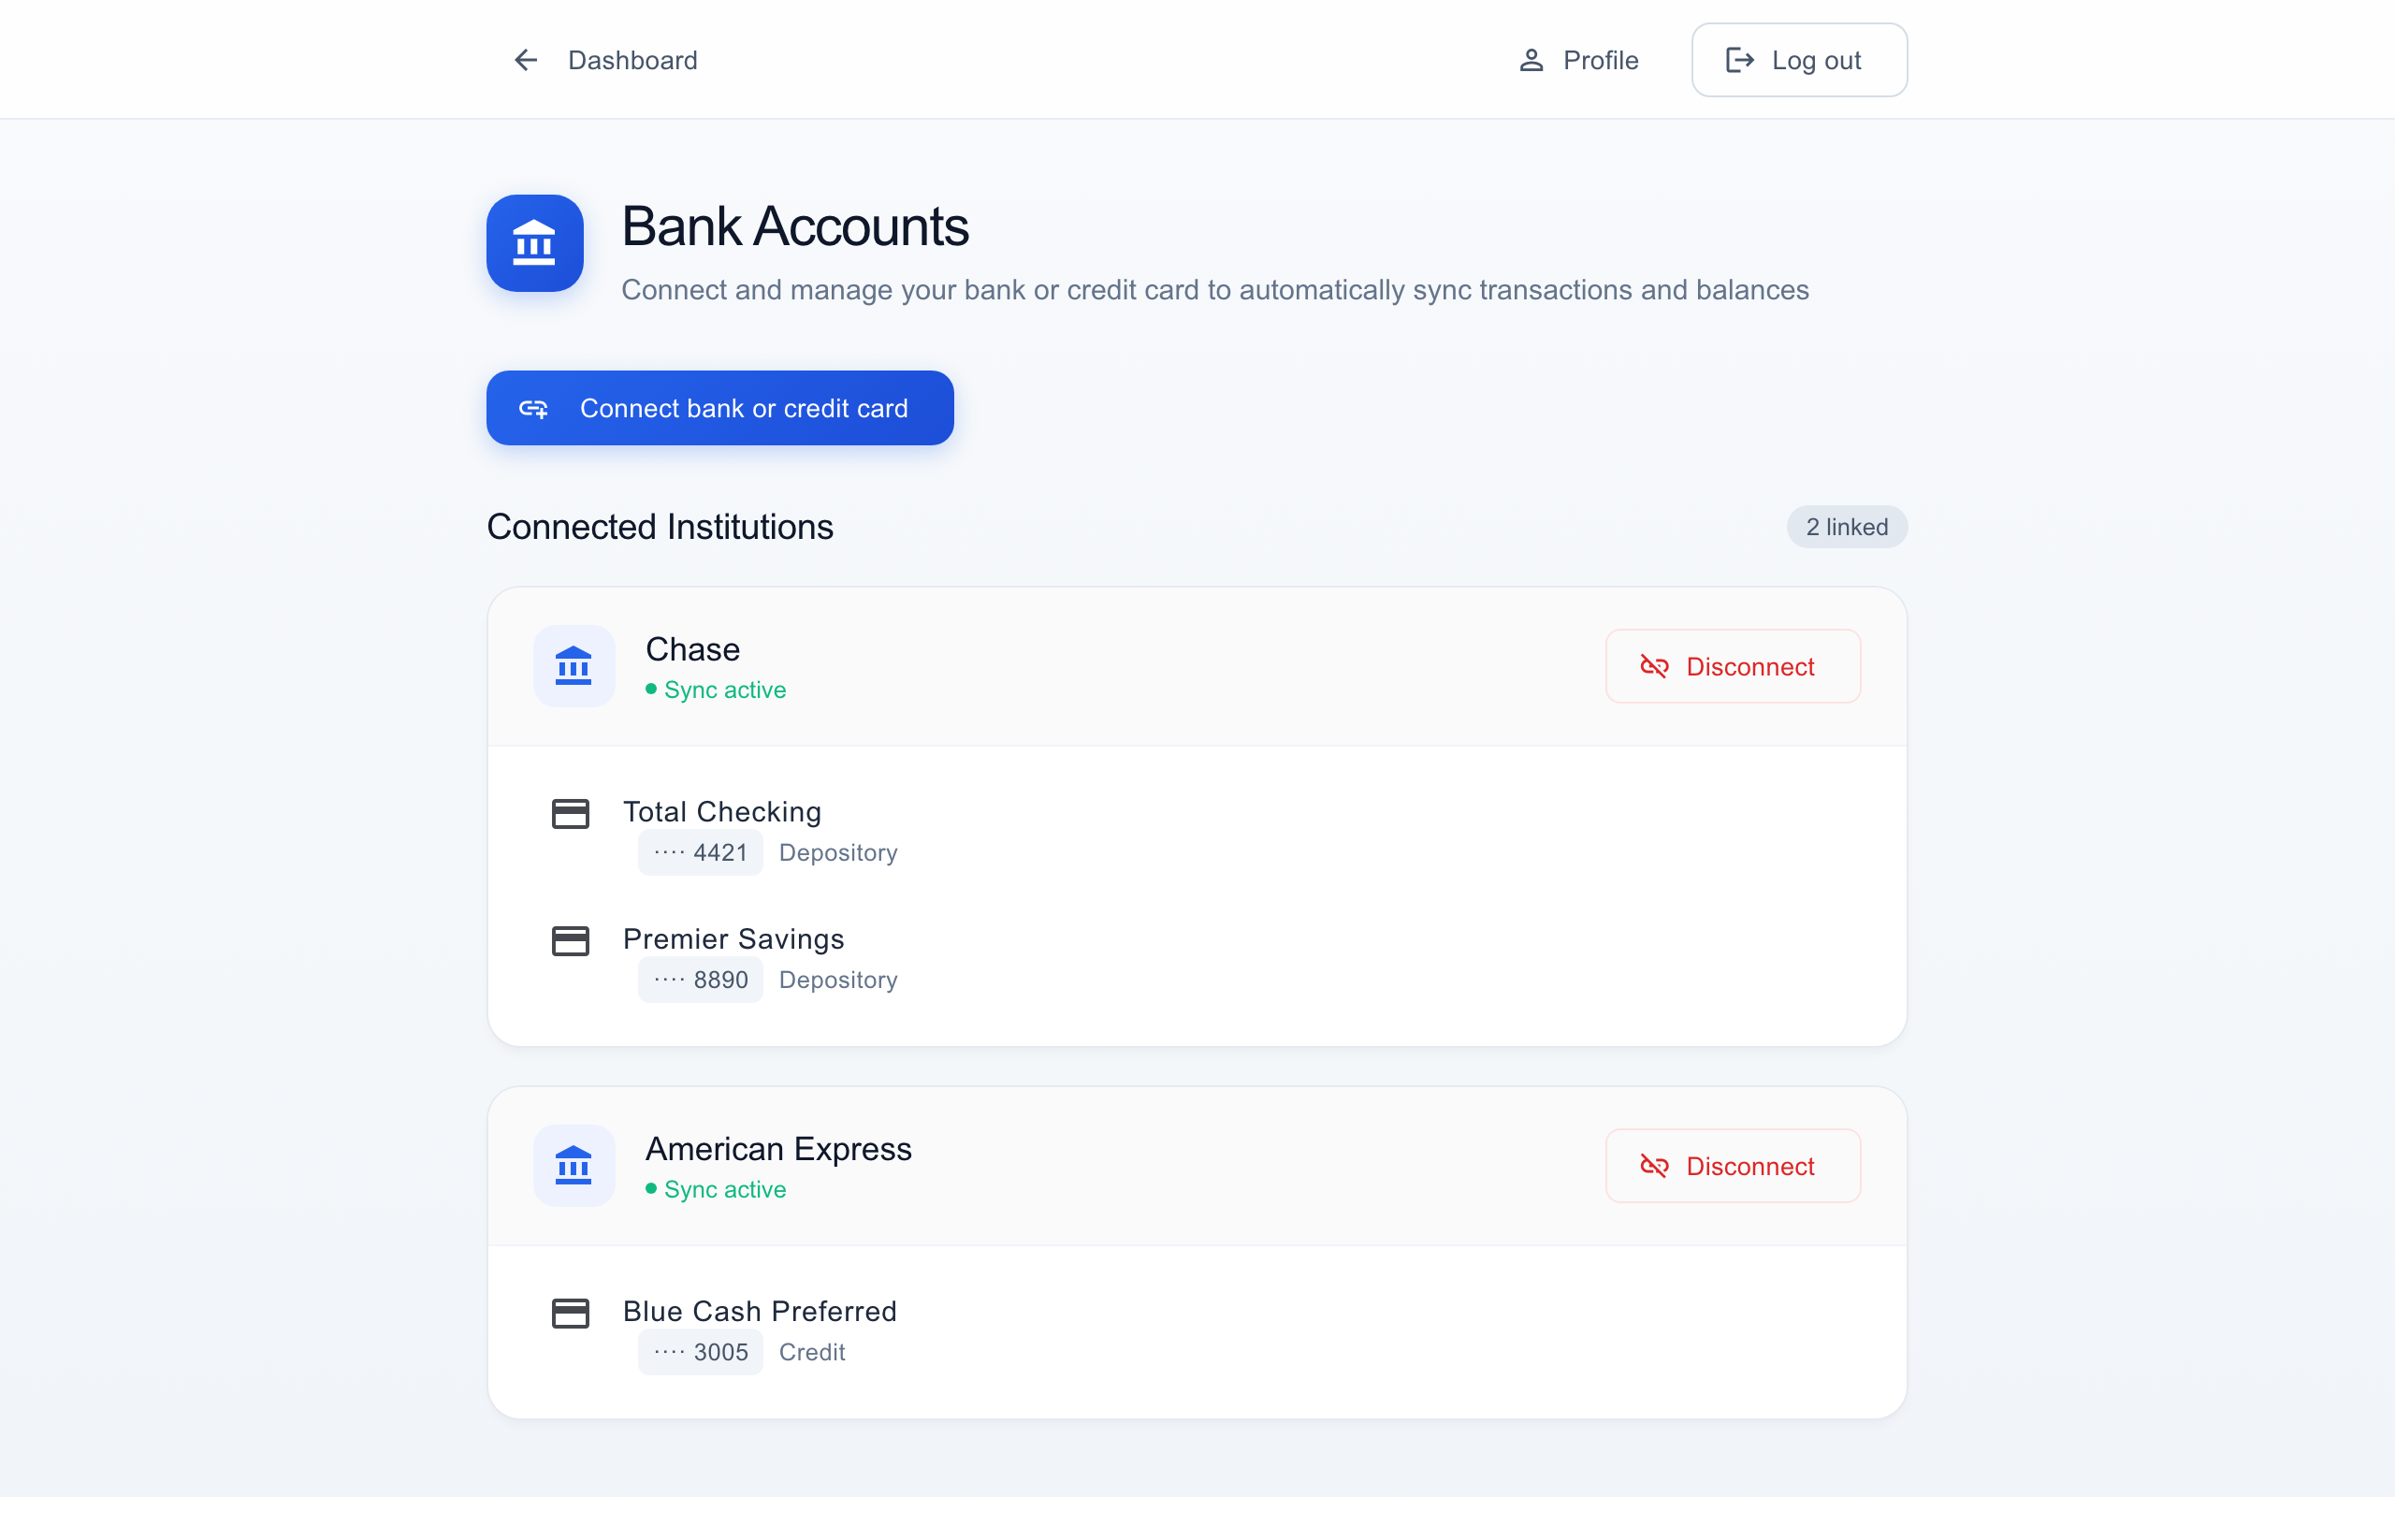 Dashboard
Profile
Log out
Bank Accounts
Connect and manage your bank or credit card to automatically sync transactions and balances
Connect bank or credit card
Connected Institutions
2 linked
Chase
Sync active
Disconnect
Total Checking
···· 4421 Depository
Premier Savings
···· 8890 Depository
American Express
Sync active
Disconnect
Blue Cash Preferred
···· 3005 Credit